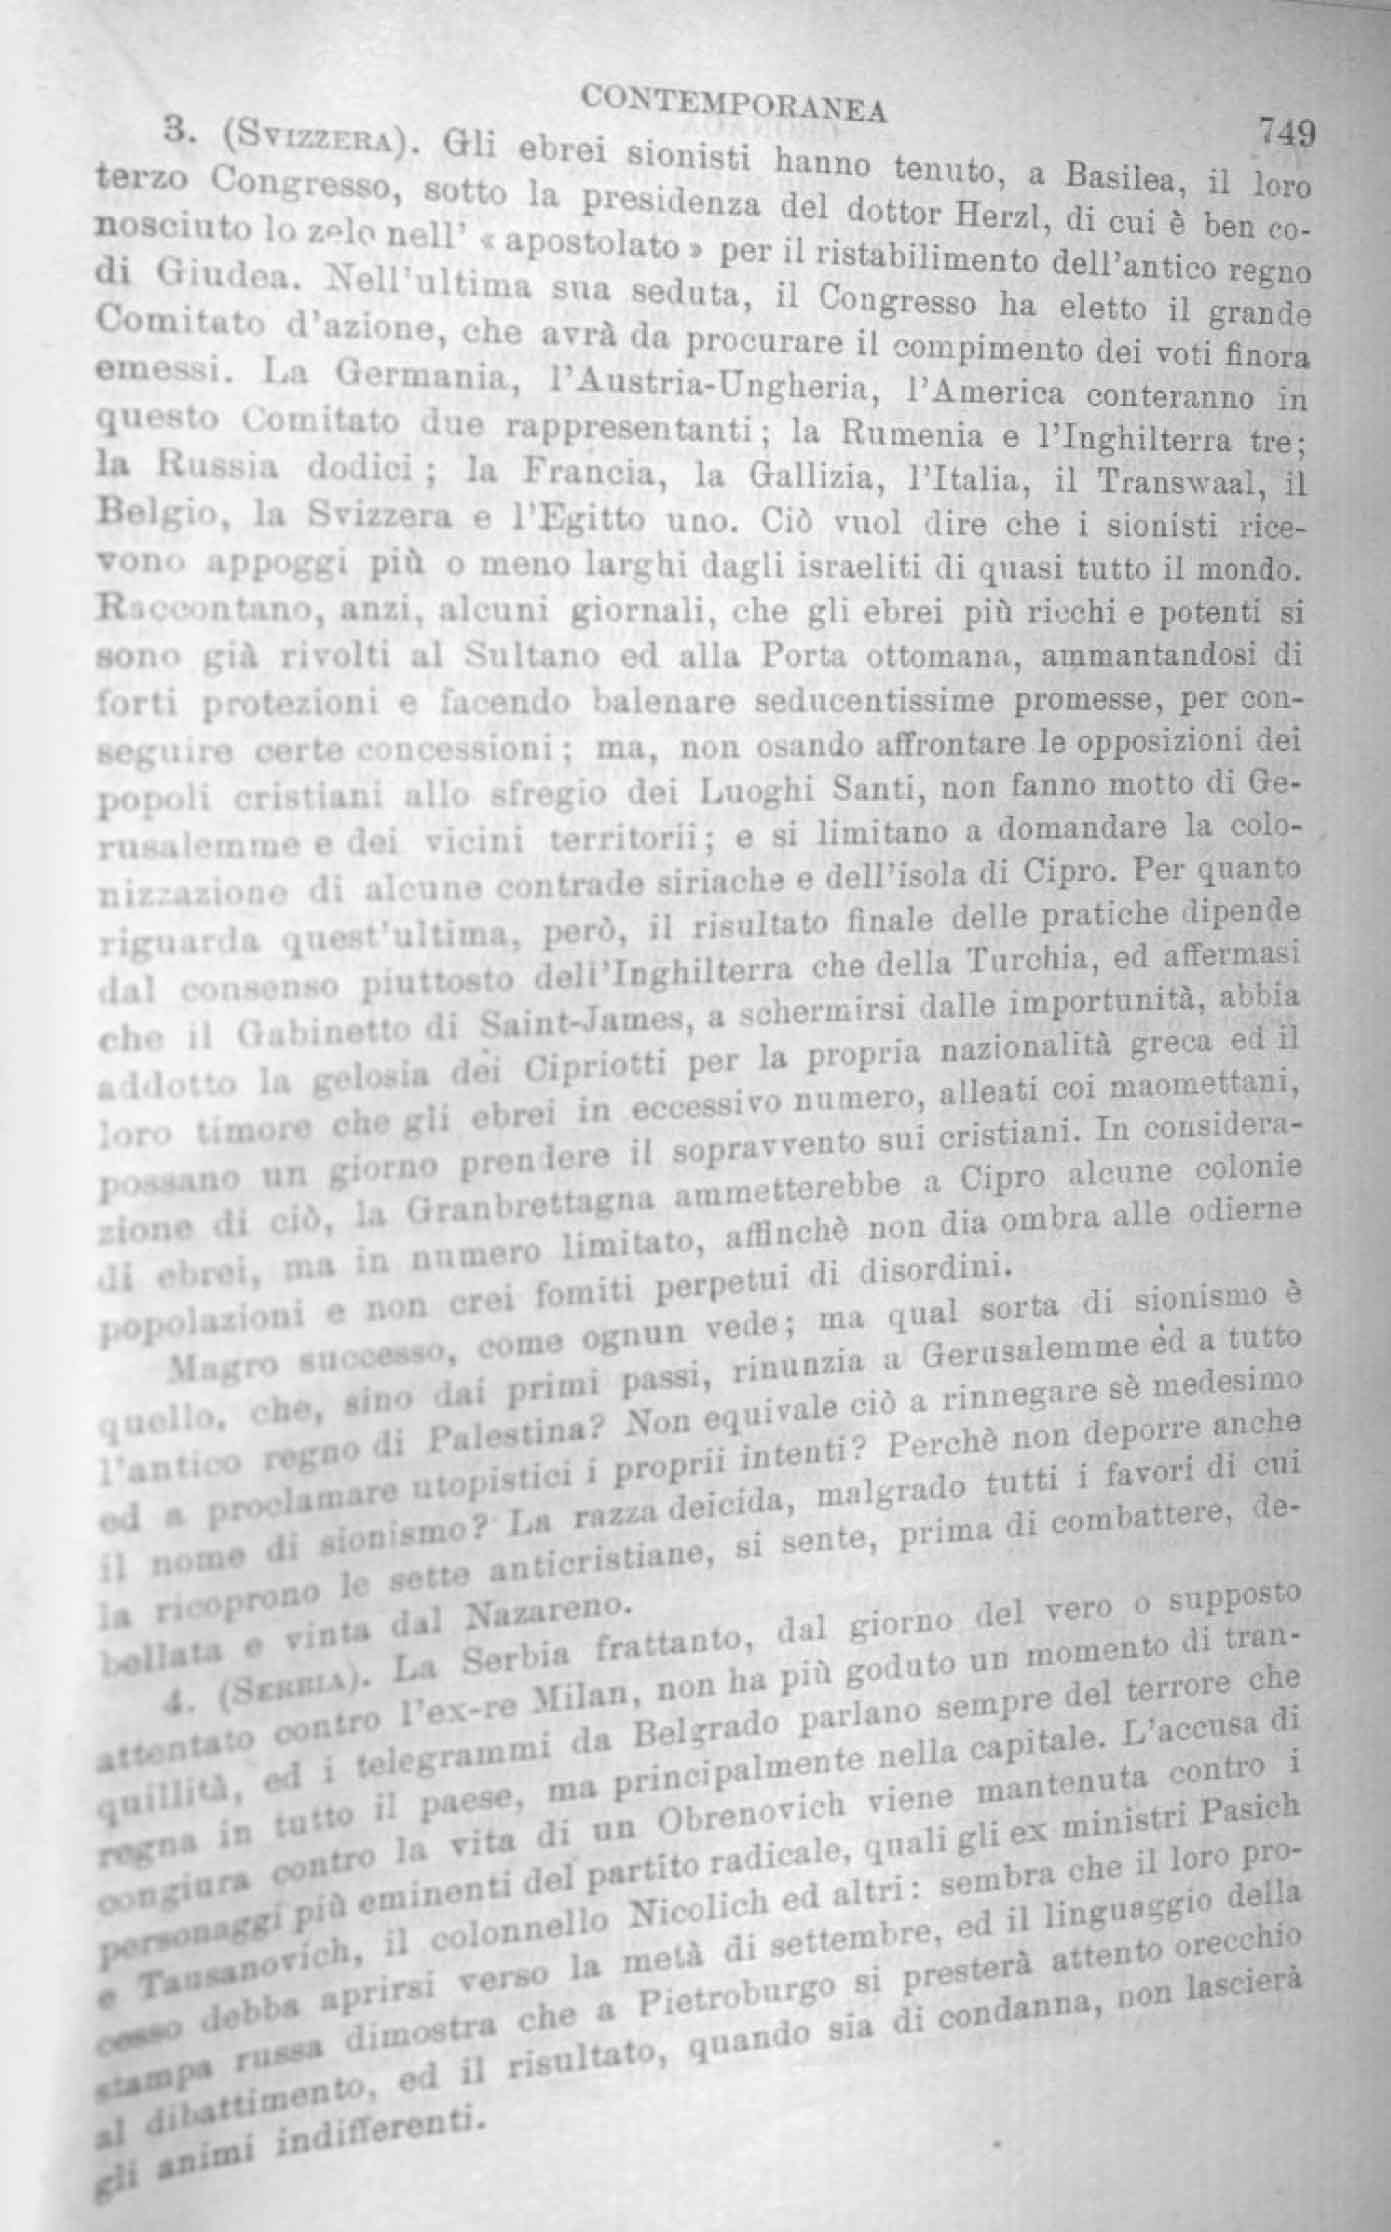 CONTEMPORANEA
749
3. (SVIZZERA). Gli ebrei sionisti hanno tenuto, a Basilea, il loro
terzo Congresso, sotto la presidenza del dottor Herzl, di cui è ben co-
nosciuto lo zelo nell' « apostolato » per il ristabilimento dell'antico regno
di Giudea. Nell'ultima sua seduta, il Congresso ha eletto il grande
Comitato d'azione, che avrà da procurare il compimento dei voti finora
emessi. La Germania, l'Austria-Ungheria, l'America conteranno in
questo Comitato due rappresentanti; la Rumenia e l'Inghilterra tre;
la Russia dodici; la Francia, la Gallizia, l'Italia, il Transwaal, il
Belgio, la Svizzera e l'Egitto uno. Ciò vuol dire che i sionisti rice-
vono appoggi più o meno larghi dagli israeliti di quasi tutto il mondo.
Raccontano, anzi, alcuni giornali, che gli ebrei più ricchi e potenti si
sono già rivolti al Sultano ed alla Porta ottomana, ammantandosi di
forti protezioni e facendo balenare seducentissime promesse, per con-
seguire certe concessioni; ma, non osando affrontare le opposizioni dei
popoli cristiani allo sfregio dei Luoghi Santi, non fanno motto di Ge-
rusalemme e dei vicini territorii; e si limitano a domandare la colo-
nizzazione di alcune contrade siriache e dell'isola di Cipro. Per quanto
riguarda quest'ultima, però, il risultato finale delle pratiche dipende
dal consenso piuttosto dell'Inghilterra che della Turchia, ed affermasi
che il Gabinetto di Saint-James, a schermirsi dalle importunità, abbia
addotto la gelosia dei Cipriotti per la propria nazionalità greca ed il
loro timore che gli ebrei in eccessivo numero, alleati coi maomettani,
possano un giorno prendere il sopravvento sui cristiani. In considera-
zione di ciò, la Granbrettagna ammetterebbe a Cipro alcune colonie
di ebrei, ma in numero limitato, affinchè non dia ombra alle odierne
popolazioni e non crei fomiti perpetui di disordini.
Magro successo, come ognun vede; ma qual sorta di sionismo è
quello, che, sino dai primi passi, rinunzia a Gerusalemme ed a tutto
l'antico regno di Palestina? Non equivale ciò a rinnegare sè medesimo
ed a proclamare utopistici i proprii intenti? Perchè non deporre anche
il nome di sionismo? La razza deicida, malgrado tutti i favori di cui
la ricoprono le sette anticristiane, si sente, prima di combattere, de-
bellata e vinta dal Nazareno.
4. (SERBIA). La Serbia frattanto, dal giorno del vero o supposto
attentato contro l'ex-re Milan, non ha più goduto un momento di tran-
quillità, ed i telegrammi da Belgrado parlano sempre del terrore che
regna in tutto il paese, ma principalmente nella capitale. L'accusa di
congiura contro la vita di un Obrenovich viene mantenuta contro i
personaggi più eminenti del partito radicale, quali gli ex ministri Pasich
e Tausanovich, il colonnello Nicolich ed altri: sembra che il loro pro-
cesso debba aprirsi verso la metà di settembre, ed il linguaggio della
stampa russa dimostra che a Pietroburgo si presterà attento orecchio
al dibattimento, ed il risultato, quando sia di condanna, non lascierà
gli animi indifferenti.